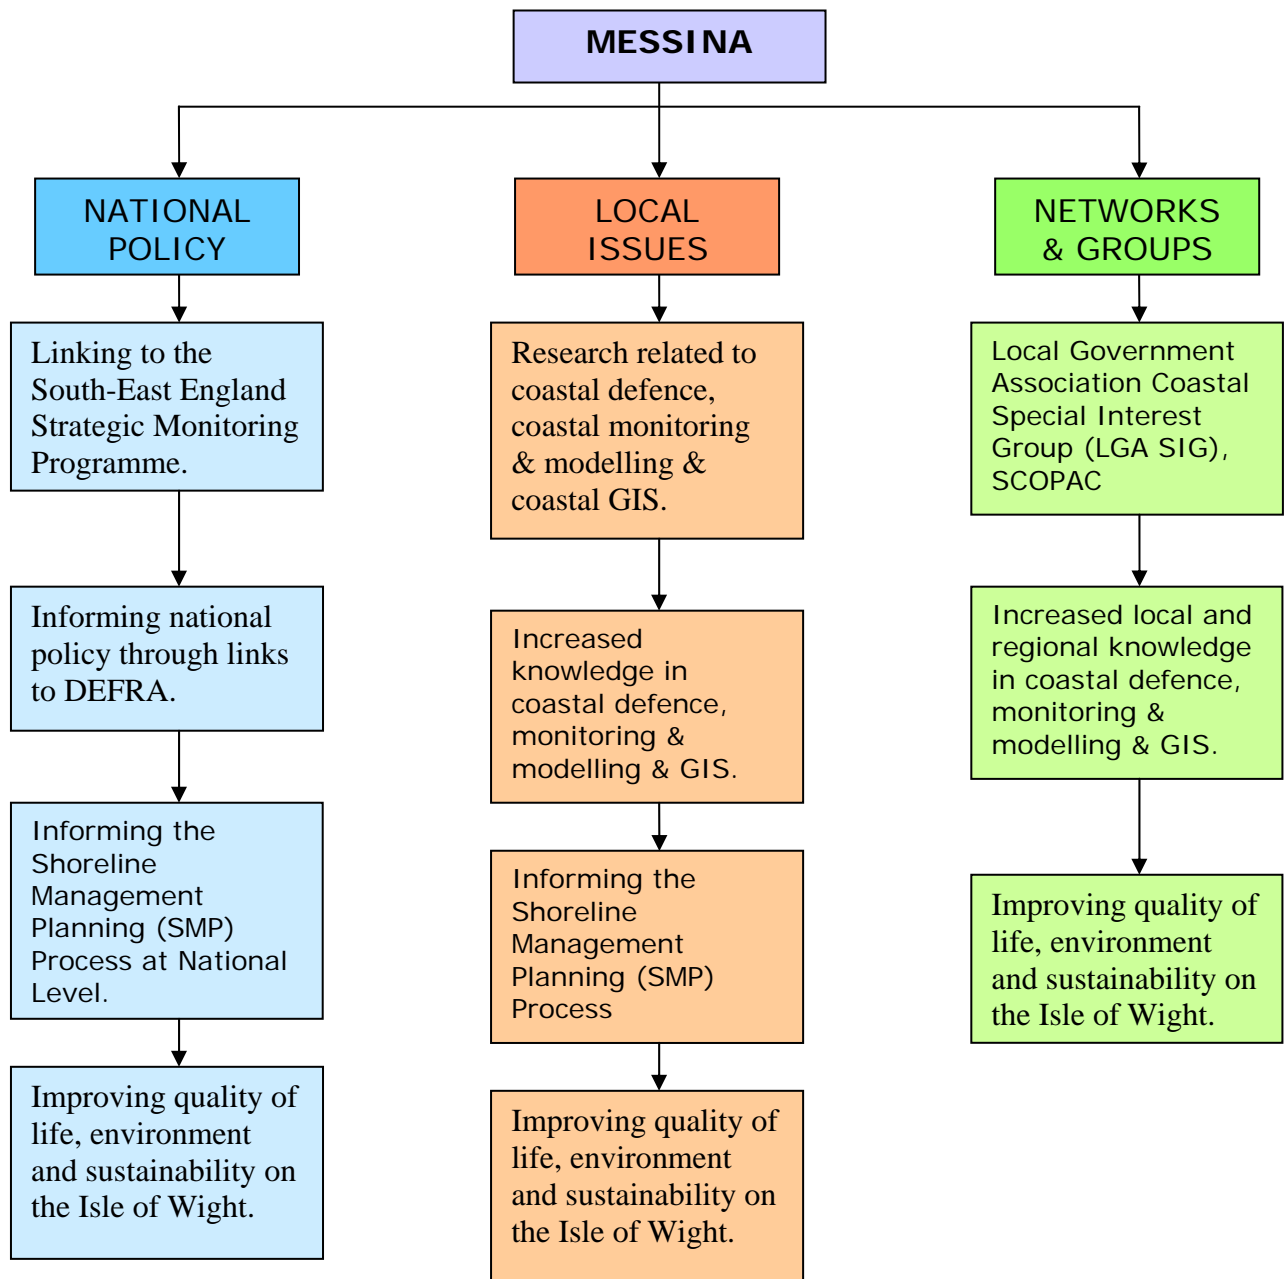 MESSINA
NATIONAL
POLICY
Linking to the
South-East England
Strategic Monitoring
Programme.
Informing national
policy through links
to DEFRA.
Informing the
Shoreline
Management
Planning (SMP)
Process at National
Level.
Improving quality of
life, environment
and sustainability on
the Isle of Wight.
LOCAL
ISSUES
Research related to
coastal defence,
coastal monitoring
& modelling &
coastal GIS.
Increased
knowledge in
coastal defence,
monitoring &
modelling & GIS.
Informing the
Shoreline
Management
Planning (SMP)
Process
Improving quality of
life, environment
and sustainability on
the Isle of Wight.
NETWORKS
& GROUPS
Local Government
Association Coastal
Special Interest
Group (LGA SIG),
SCOPAC
Increased local and
regional knowledge
in coastal defence,
monitoring &
modelling & GIS.
Improving quality of
life, environment
and sustainability on
the Isle of Wight.